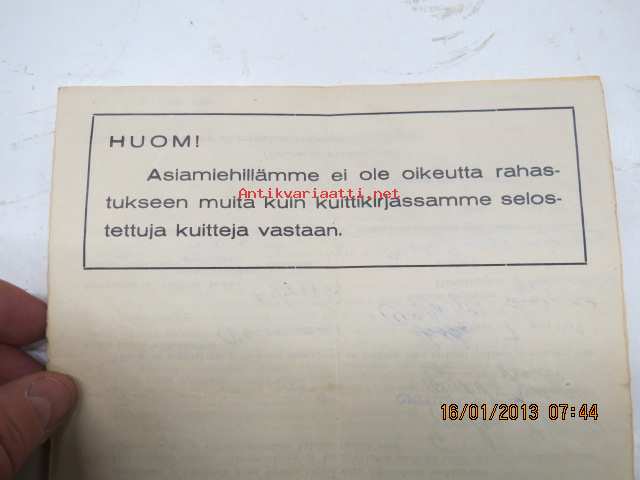 HUOM!
Asiamiehillämme ei ole oikeutta rahas-
Antikvariaatti.net
tukseen muita kuin kuittikirjassamme selos-
tettuja kuitteja vastaan.
16/01/2013 07:44